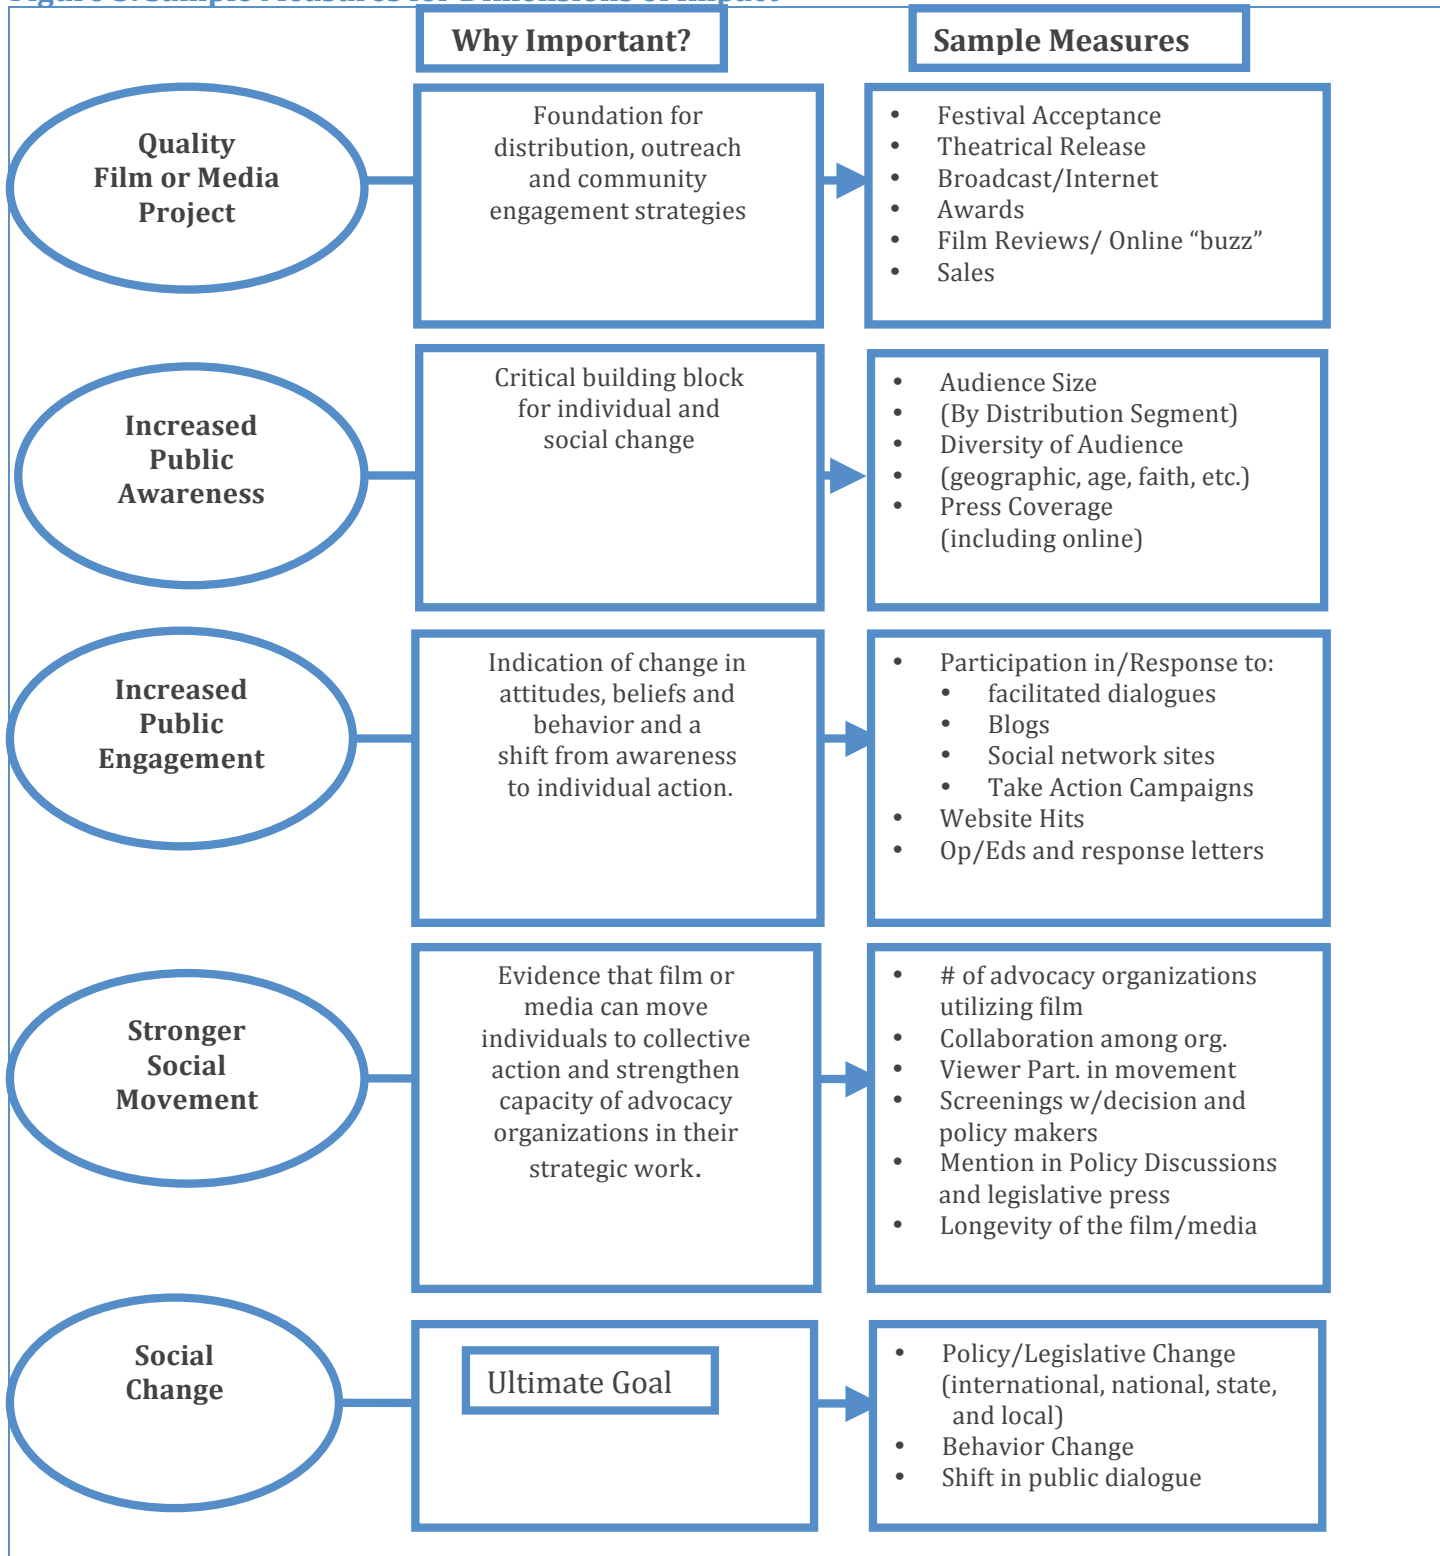 Why Important?
Sample Measures
Quality
Film or Media
Project
Foundation for
distribution, outreach
and community
engagement strategies
• Festival Acceptance
• Theatrical Release
• Broadcast/Internet
• Awards
• Film Reviews/ Online “buzz”
• Sales
Increased
Public
Awareness
Critical building block
for individual and
social change
• Audience Size
• (By Distribution Segment)
• Diversity of Audience
• (geographic, age, faith, etc.)
• Press Coverage
(including online)
Increased
Public
Engagement
Indication of change in
attitudes, beliefs and
behavior and a
shift from awareness
to individual action.
• Participation in/Response to:
• facilitated dialogues
• Blogs
• Social network sites
• Take Action Campaigns
• Website Hits
• Op/Eds and response letters
Stronger
Social
Movement
Evidence that film or
media can move
individuals to collective
action and strengthen
capacity of advocacy
organizations in their
strategic work.
• # of advocacy organizations
utilizing film
• Collaboration among org.
• Viewer Part. in movement
• Screenings w/decision and
policy makers
• Mention in Policy Discussions
and legislative press
• Longevity of the film/media
Social
Change
Ultimate Goal
• Policy/Legislative Change
(international, national, state,
and local)
• Behavior Change
• Shift in public dialogue